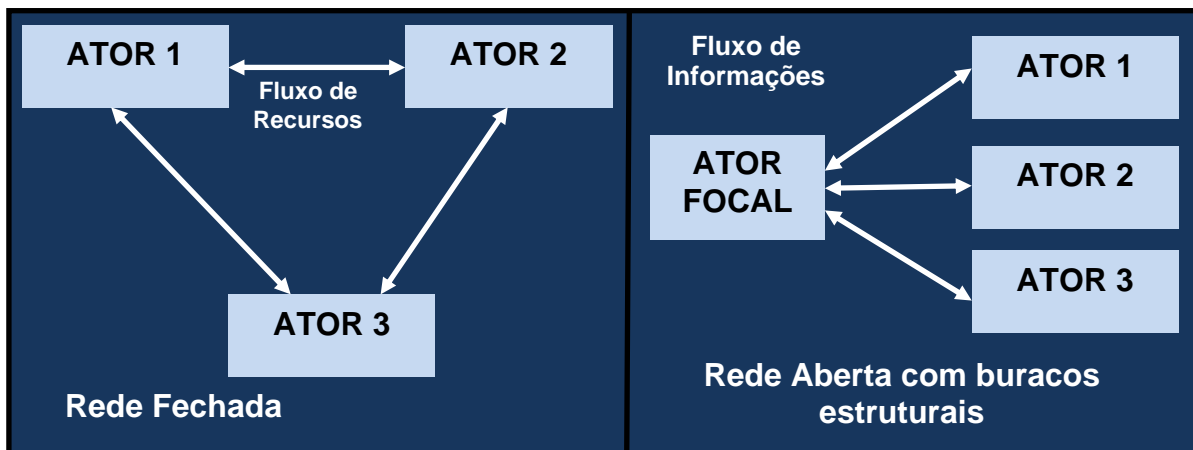 ATOR 1
ATOR 2
Fluxo de
Recursos
ATOR 3
Rede Fechada
Fluxo de
Informações
ATOR
FOCAL
ATOR 1
ATOR 2
ATOR 3
Rede Aberta com buracos
estruturais